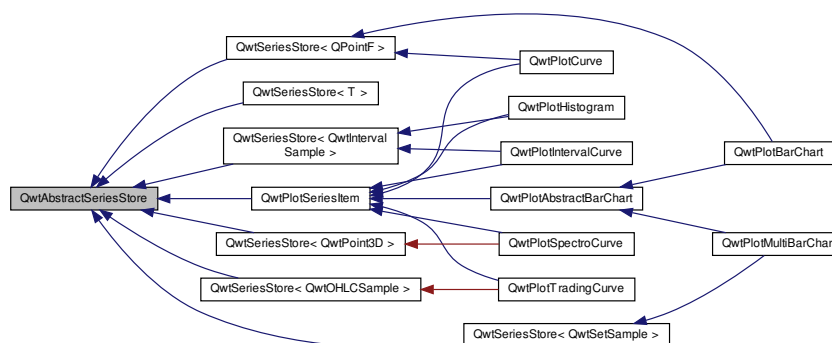 QwtSeriesStore< QPointF >
QwtPlotCurve
QwtSeriesStore< T >
QwtPlotHistogram
QwtSeriesStore< QwtInterval
Sample >
QwtPlotIntervalCurve
QwtPlotBarChart
QwtAbstractSeriesStore
QwtPlotSeriesItem
QwtPlotAbstractBarChart
QwtSeriesStore< QwtPoint3D >
QwtPlotSpectroCurve
QwtPlotMultiBarChart
QwtSeriesStore< QwtOHLCSample >
QwtPlotTradingCurve
QwtSeriesStore< QwtSetSample >